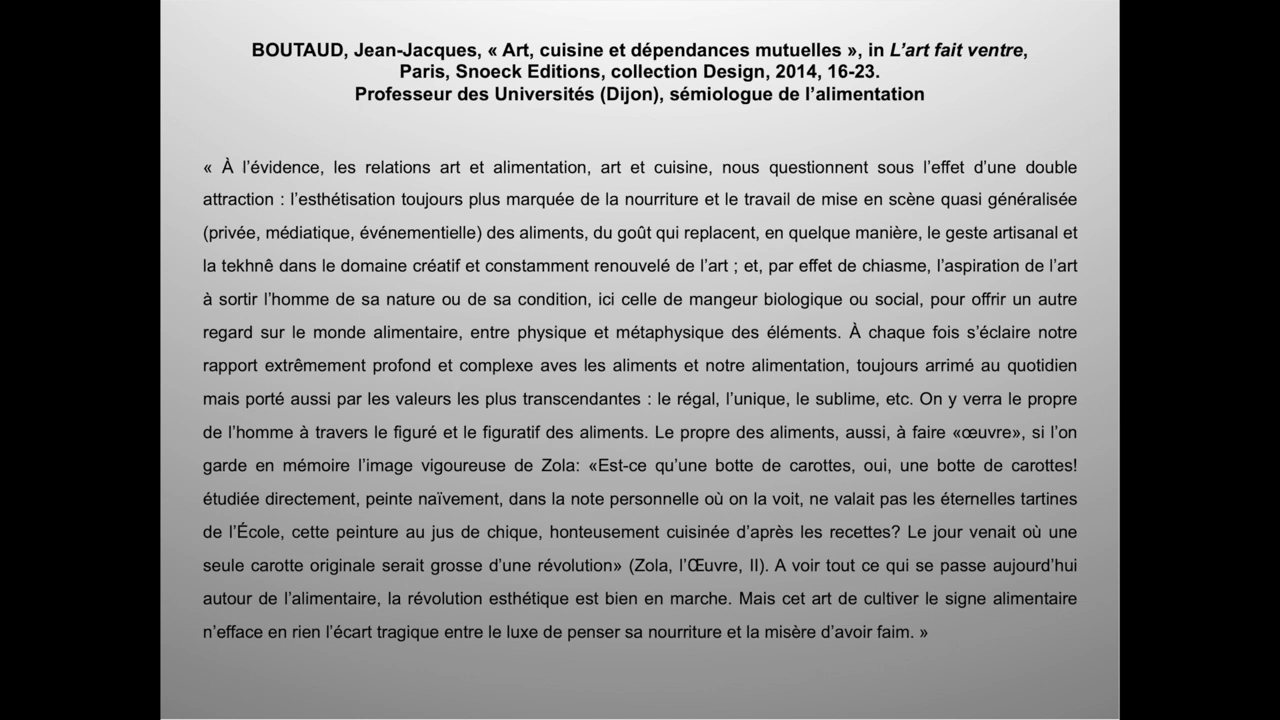 BOUTAUD, Jean-Jacques, « Art, cuisine et dépendances mutuelles », in L’art fait ventre,
Paris, Snoeck Editions, collection Design, 2014, 16-23.
Professeur des Universités (Dijon), sémiologue de l’alimentation
« À l’évidence, les relations art et alimentation, art et cuisine, nous questionnent sous l’effet d’une double
attraction : l’esthétisation toujours plus marquée de la nourriture et le travail de mise en scène quasi généralisée
(privée, médiatique, événementielle) des aliments, du goût qui replacent, en quelque manière, le geste artisanal et
la tekhnê dans le domaine créatif et constamment renouvelé de l’art ; et, par effet de chiasme, l’aspiration de l’art
à sortir l’homme de sa nature ou de sa condition, ici celle de mangeur biologique ou social, pour offrir un autre
regard sur le monde alimentaire, entre physique et métaphysique des éléments. À chaque fois s’éclaire notre
rapport extrêmement profond et complexe aves les aliments et notre alimentation, toujours arrimé au quotidien
mais porté aussi par les valeurs les plus transcendantes : le régal, l’unique, le sublime, etc. On y verra le propre
de l’homme à travers le figuré et le figuratif des aliments. Le propre des aliments, aussi, à faire «œuvre», si l’on
garde en mémoire l’image vigoureuse de Zola: «Est-ce qu’une botte de carottes, oui, une botte de carottes!
étudiée directement, peinte naïvement, dans la note personnelle où on la voit, ne valait pas les éternelles tartines
de l’École, cette peinture au jus de chique, honteusement cuisinée d’après les recettes? Le jour venait où une
seule carotte originale serait grosse d’une révolution» (Zola, l’Œuvre, II). A voir tout ce qui se passe aujourd’hui
autour de l’alimentaire, la révolution esthétique est bien en marche. Mais cet art de cultiver le signe alimentaire
n’efface en rien l’écart tragique entre le luxe de penser sa nourriture et la misère d’avoir faim. »